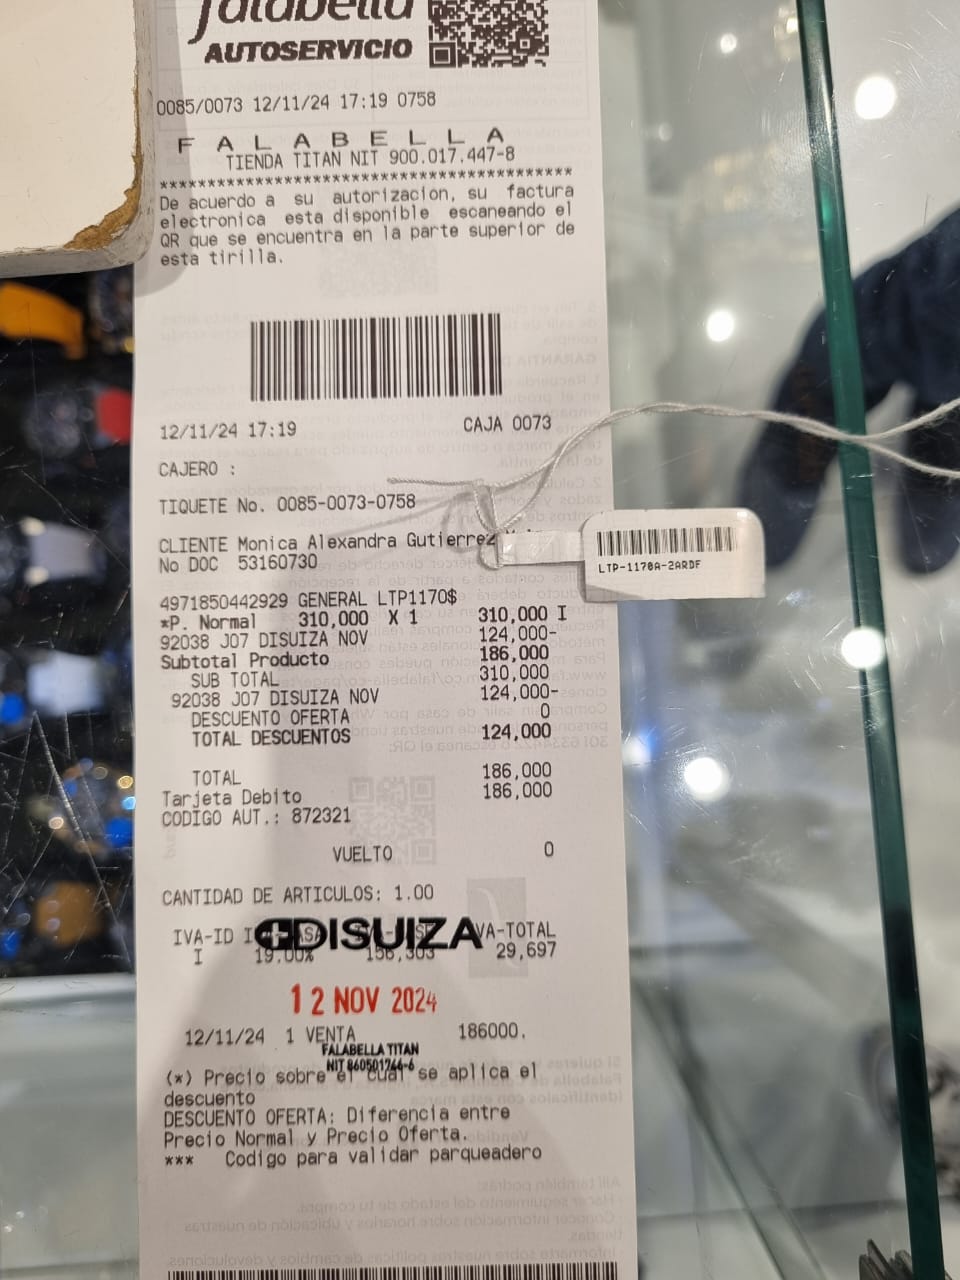 falabella
AUTOSERVICIO
0085/0073 12/11/24 17:19 0758
F A L A B E L L A
TIENDA TITAN NIT 900.017.447-8
******************************************
De acuerdo a su autorizacion, su factura
electronica esta disponible escaneando el
QR que se encuentra en la parte superior de
esta tirilla.
12/11/24 17:19 CAJA 0073
CAJERO :
TIQUETE No. 0085-0073-0758
CLIENTE Monica Alexandra Gutierrez
No DOC 53160730
LTP-1170A-2ARDF
4971850442929 GENERAL LTP1170$
*P. Normal 310,000 X 1 310,000 I
92038 J07 DISUIZA NOV 124,000-
Subtotal Producto 186,000
SUB TOTAL 310,000
92038 J07 DISUIZA NOV 124,000-
DESCUENTO OFERTA 0
TOTAL DESCUENTOS 124,000
TOTAL 186,000
Tarjeta Debito 186,000
CODIGO AUT.: 872321
VUELTO 0
CANTIDAD DE ARTICULOS: 1.00
IVA-ID IVA-TOTAL
DISUIZA
I 19.00% 156,303 29,697
12 NOV 2024
12/11/24 1 VENTA 186000.
FALABELLA TITAN
NIT 860501744-6
(*) Precio sobre el cual se aplica el
descuento
DESCUENTO OFERTA: Diferencia entre
Precio Normal y Precio Oferta.
*** Codigo para validar parqueadero